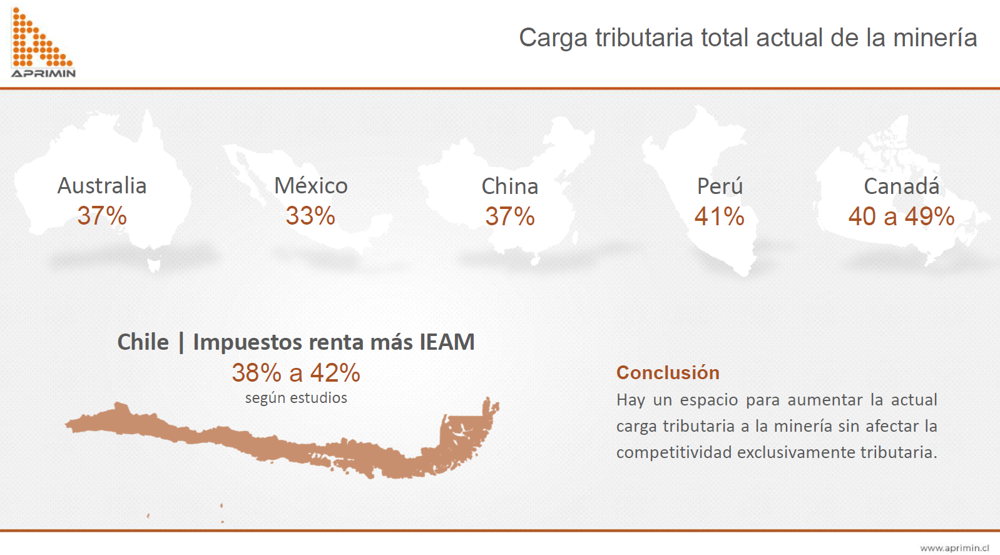 APRIMIN
Carga tributaria total actual de la minería
Australia
37%
México
33%
China
37%
Perú
41%
Canadá
40 a 49%
Chile | Impuestos renta más IEAM
38% a 42%
según estudios
Conclusión
Hay un espacio para aumentar la actual
carga tributaria a la minería sin afectar la
competitividad exclusivamente tributaria.
www.aprimin.cl